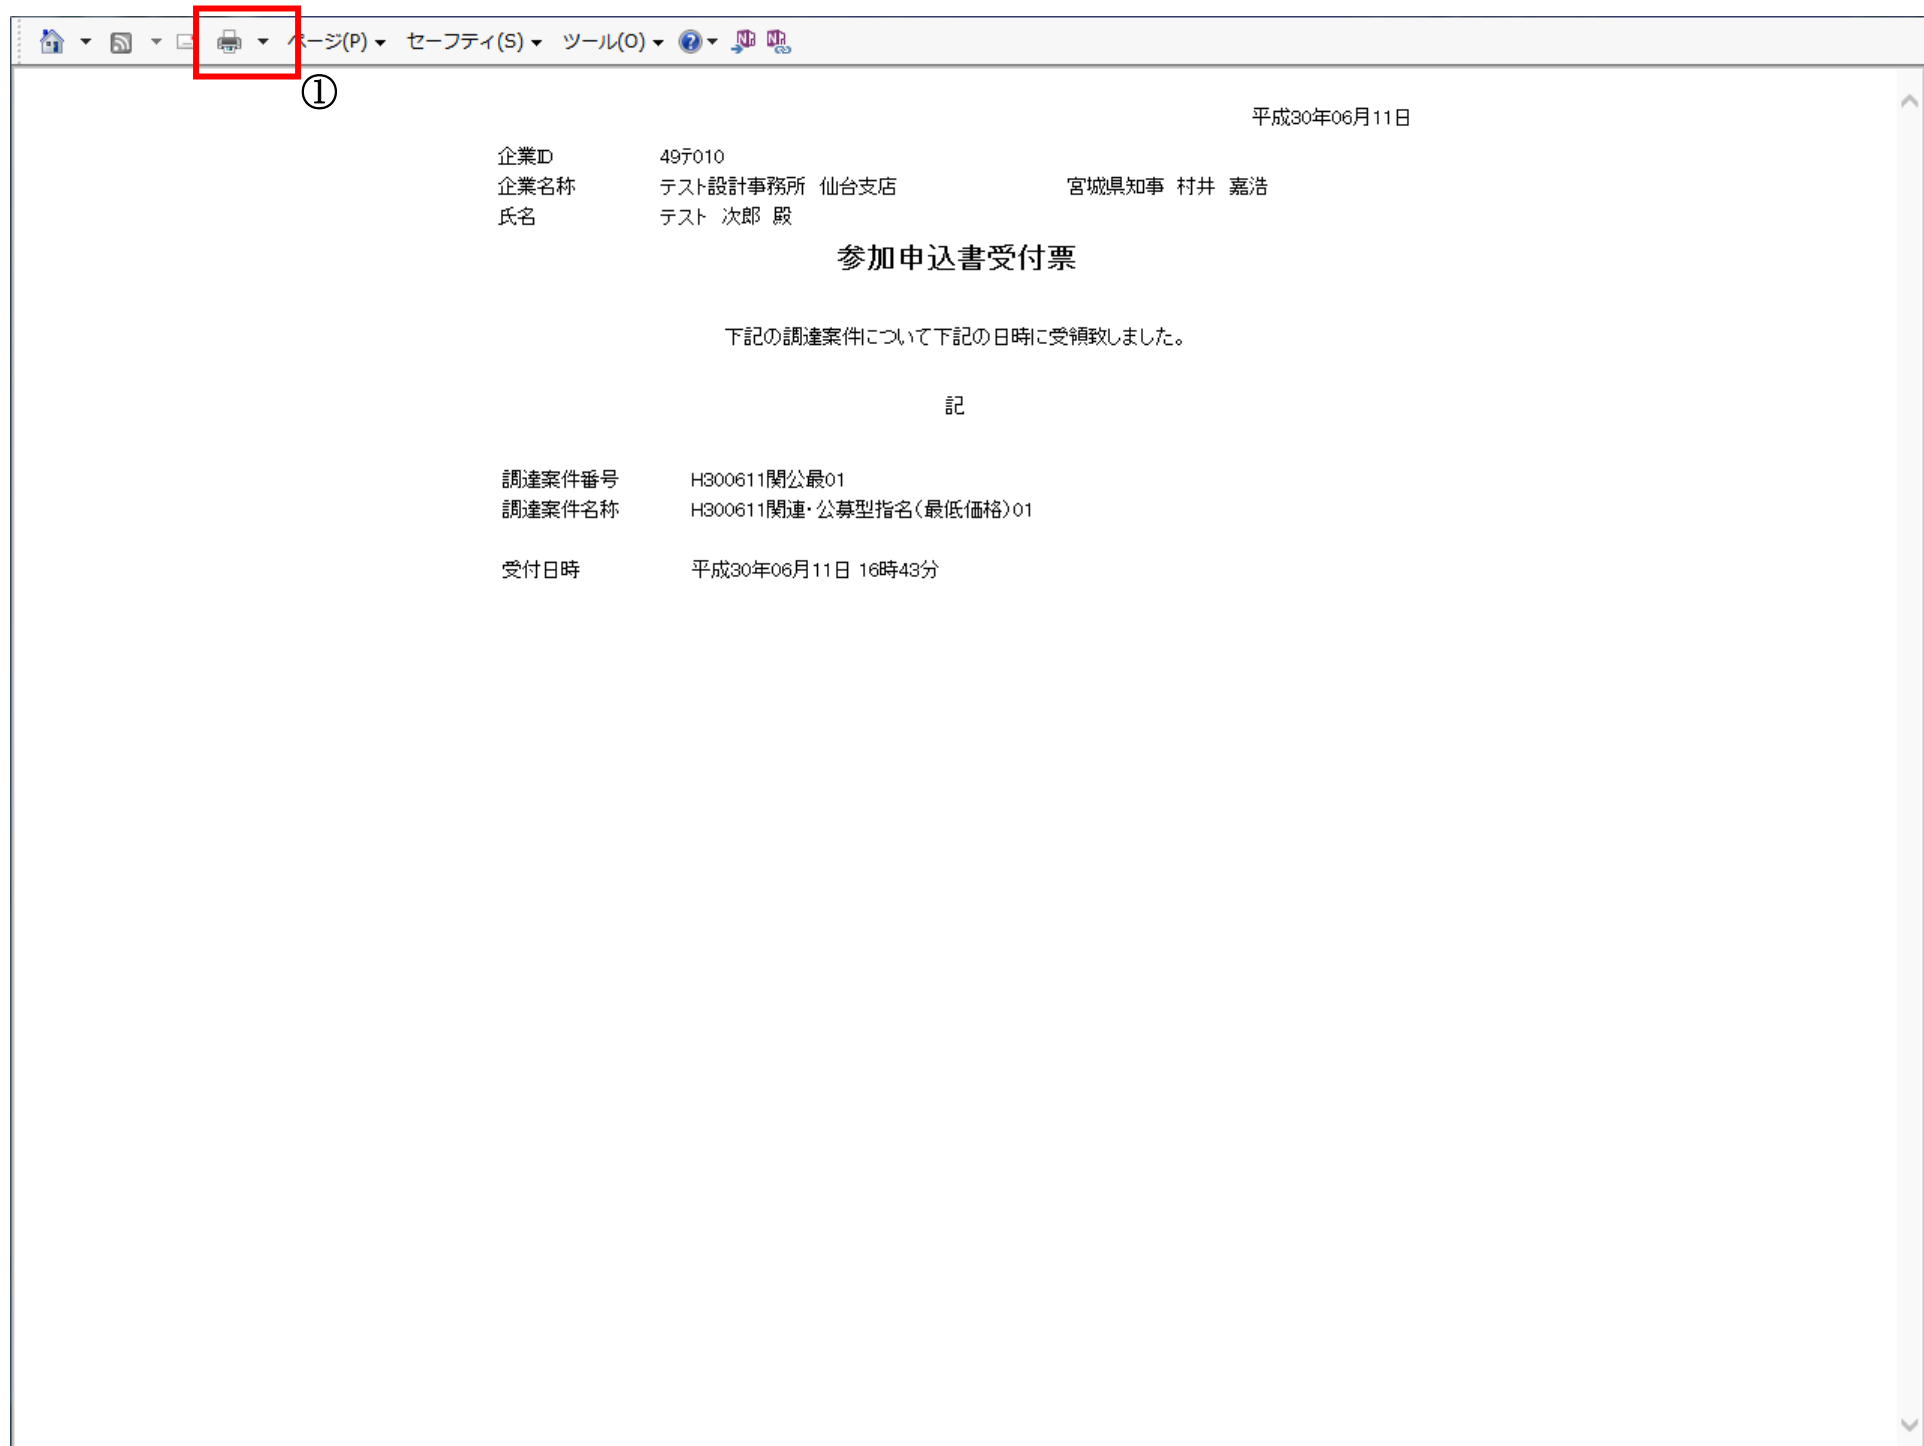 ページ(P) セーフティ(S) ツール(O)
①
平成30年06月11日
企業ID 49テ010
企業名称 テスト設計事務所 仙台支店 宮城県知事 村井 嘉浩
氏名 テスト 次郎 殿
参加申込書受付票
下記の調達案件について下記の日時に受領致しました。
記
調達案件番号 H300611関公最01
調達案件名称 H300611関連・公募型指名(最低価格)01
受付日時 平成30年06月11日 16時43分